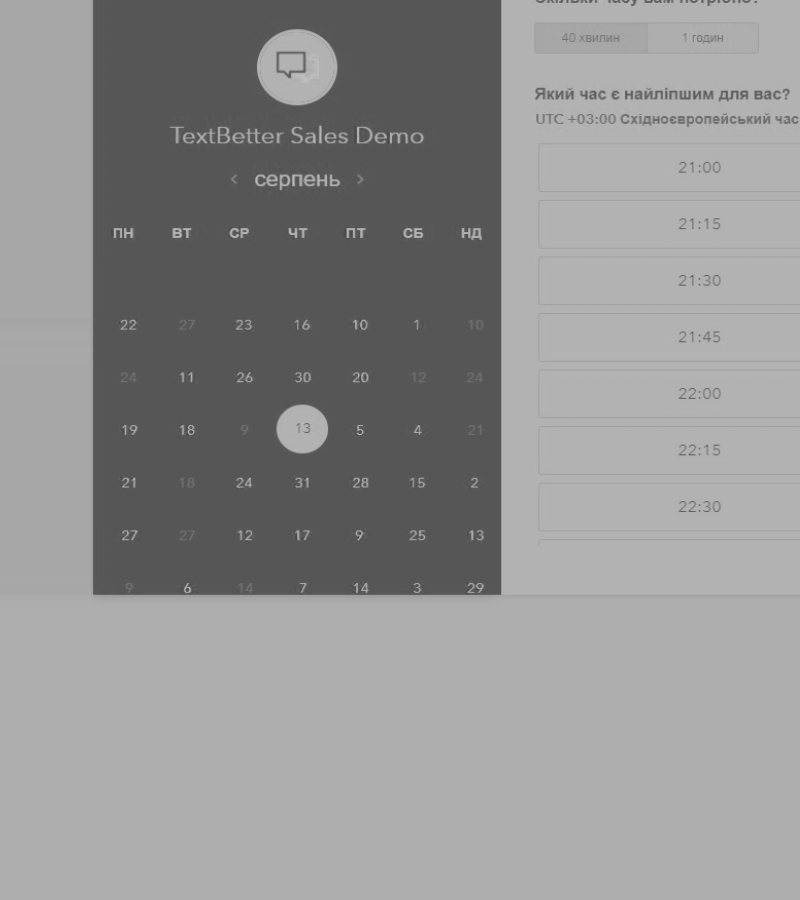 TextBetter Sales Demo
серпень
ПН ВТ СР ЧТ ПТ СБ НД
22 27 23 16 10 1 10
24 11 26 30 20 12 24
19 18 9 13 5 4 21
21 18 24 31 28 15 2
27 27 12 17 9 25 13
9 6 14 7 14 3 29
Скільки часу вам потрібно?
40 хвилин 1 годин
Який час є найліпшим для вас?
UTC +03:00 Східноєвропейський час
21:00
21:15
21:30
21:45
22:00
22:15
22:30